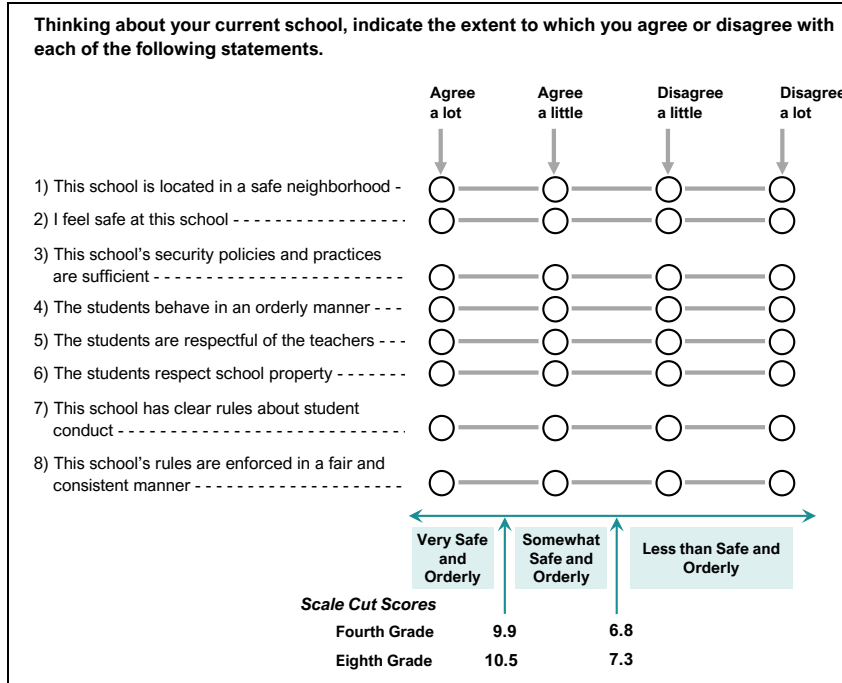 Thinking about your current school, indicate the extent to which you agree or disagree with
each of the following statements.
Agree Agree Disagree Disagree
a lot a little a little a lot
1) This school is located in a safe neighborhood -
2) I feel safe at this school - - - - - - - - - - - - - - - - - -
3) This school's security policies and practices
are sufficient - - - - - - - - - - - - - - - - - - - - - - - - - -
4) The students behave in an orderly manner - - - -
5) The students are respectful of the teachers - - -
6) The students respect school property - - - - - - -
7) This school has clear rules about student
conduct - - - - - - - - - - - - - - - - - - - - - - - - - - - - - -
8) This school's rules are enforced in a fair and
consistent manner - - - - - - - - - - - - - - - - - - - - - -
Very Safe Somewhat Less than Safe and
and Safe and Orderly
Orderly Orderly
Scale Cut Scores
Fourth Grade 9.9 6.8
Eighth Grade 10.5 7.3